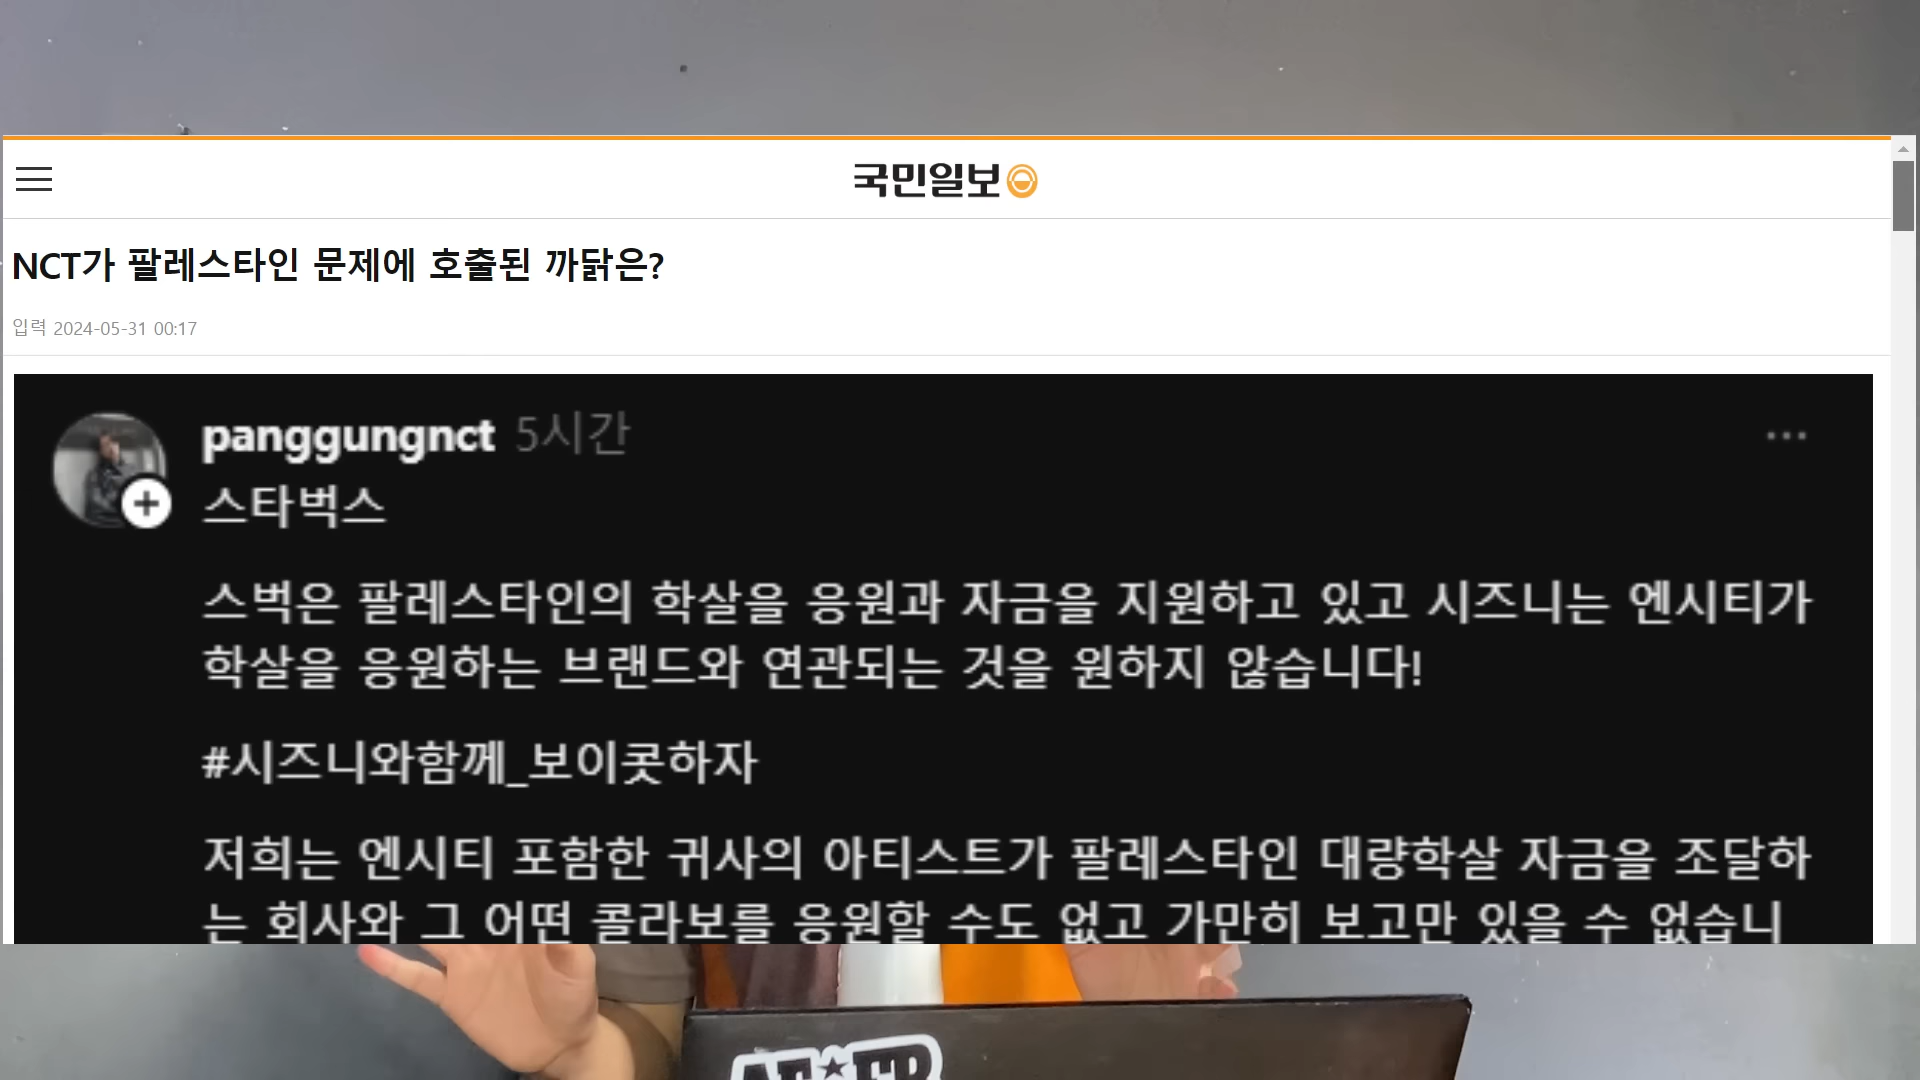 국민일보
NCT가 팔레스타인 문제에 호출된 까닭은?
입력 2024-05-31 00:17
panggungnct 5시간
스타벅스
스벅은 팔레스타인의 학살을 응원과 자금을 지원하고 있고 시즈니는 엔시티가
학살을 응원하는 브랜드와 연관되는 것을 원하지 않습니다!
#시즈니와함께_보이콧하자
저희는 엔시티 포함한 귀사의 아티스트가 팔레스타인 대량학살 자금을 조달하
는 회사와 그 어떤 콜라보를 응원할 수도 없고 가만히 보고만 있을 수 없습니